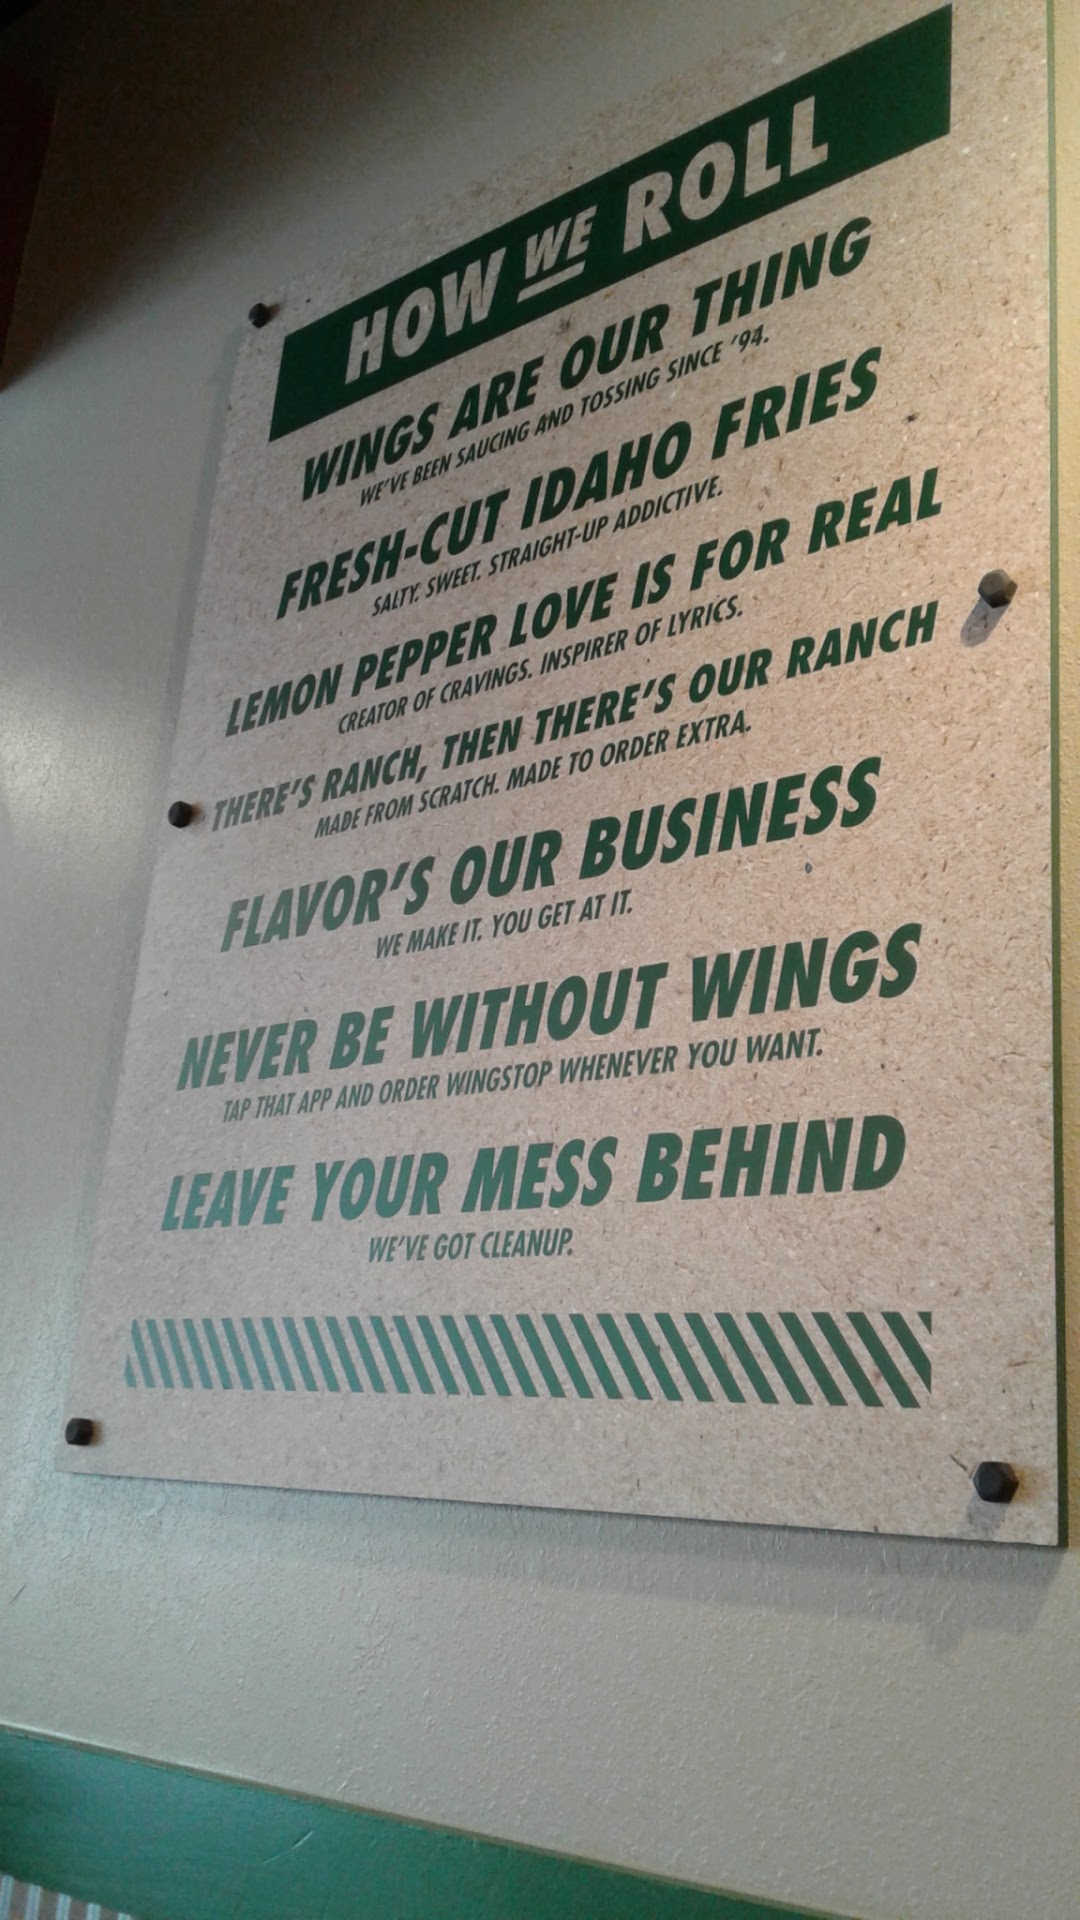 HOW WE ROLL
WINGS ARE OUR THING
WE'VE BEEN SAUCING AND TOSSING SINCE '94.
FRESH-CUT IDAHO FRIES
SALTY. SWEET. STRAIGHT-UP ADDICTIVE.
LEMON PEPPER LOVE IS FOR REAL
CREATOR OF CRAVINGS. INSPIRER OF LYRICS.
THERE'S RANCH, THEN THERE'S OUR RANCH
MADE FROM SCRATCH. MADE TO ORDER EXTRA.
FLAVOR'S OUR BUSINESS
WE MAKE IT. YOU GET AT IT.
NEVER BE WITHOUT WINGS
TAP THAT APP AND ORDER WINGSTOP WHENEVER YOU WANT.
LEAVE YOUR MESS BEHIND
WE'VE GOT CLEANUP.